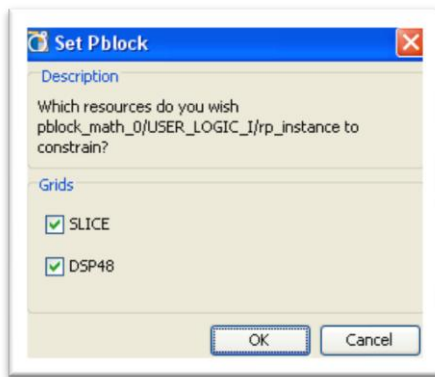 Set Pblock
Description
Which resources do you wish
pblock_math_0/USER_LOGIC_I/rp_instance to
constrain?
Grids
SLICE
DSP48
OK
Cancel